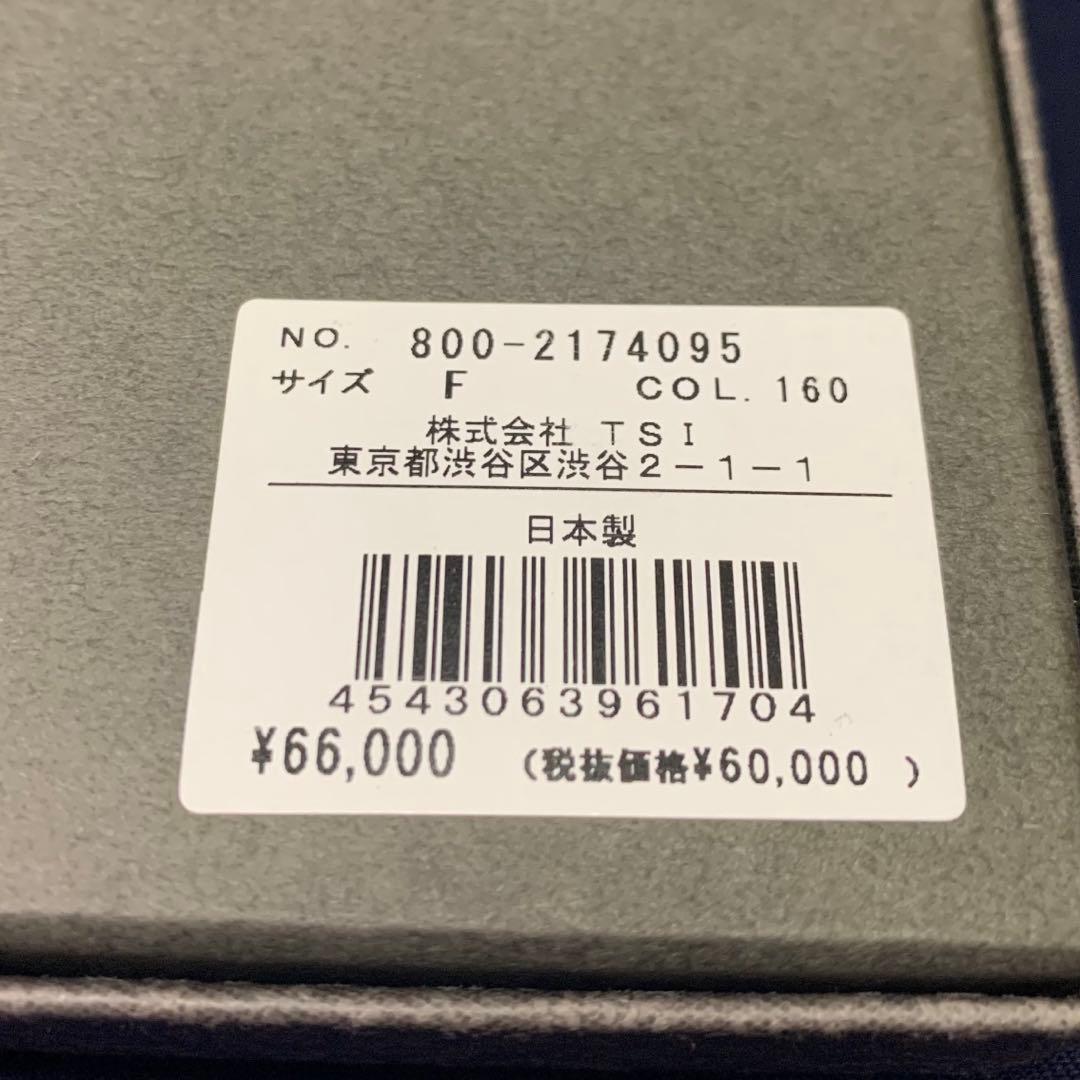 NO. 800-2174095
サイズ F COL. 160
株式会社 TSI
東京都渋谷区渋谷2-1-1
日本製
4543063961704
¥66,000 (税抜価格¥60,000 )